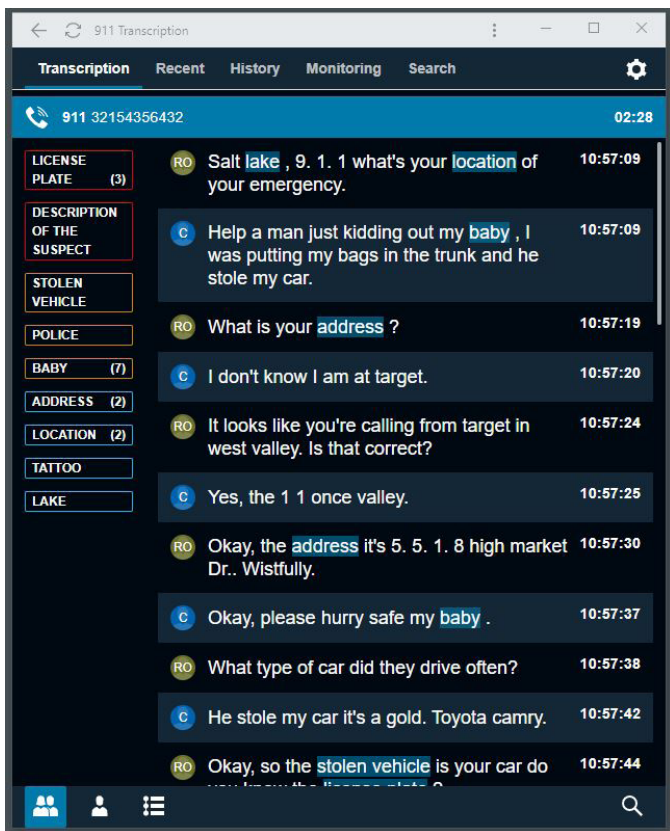 911 Transcription
Transcription Recent History Monitoring Search
911 32154356432 02:28
LICENSE
PLATE (3)
DESCRIPTION
OF THE
SUSPECT
STOLEN
VEHICLE
POLICE
BABY (7)
ADDRESS (2)
LOCATION (2)
TATTOO
LAKE
RO Salt lake , 9. 1. 1 what's your location of 10:57:09
your emergency.
C Help a man just kidding out my baby , I 10:57:09
was putting my bags in the trunk and he
stole my car.
RO What is your address ? 10:57:19
C I don't know I am at target. 10:57:20
RO It looks like you're calling from target in 10:57:24
west valley. Is that correct?
C Yes, the 1 1 once valley. 10:57:25
RO Okay, the address it's 5. 5. 1. 8 high market 10:57:30
Dr.. Wistfully.
C Okay, please hurry safe my baby . 10:57:37
RO What type of car did they drive often? 10:57:38
C He stole my car it's a gold. Toyota camry. 10:57:42
RO Okay, so the stolen vehicle is your car do 10:57:44
you know the license plate ?